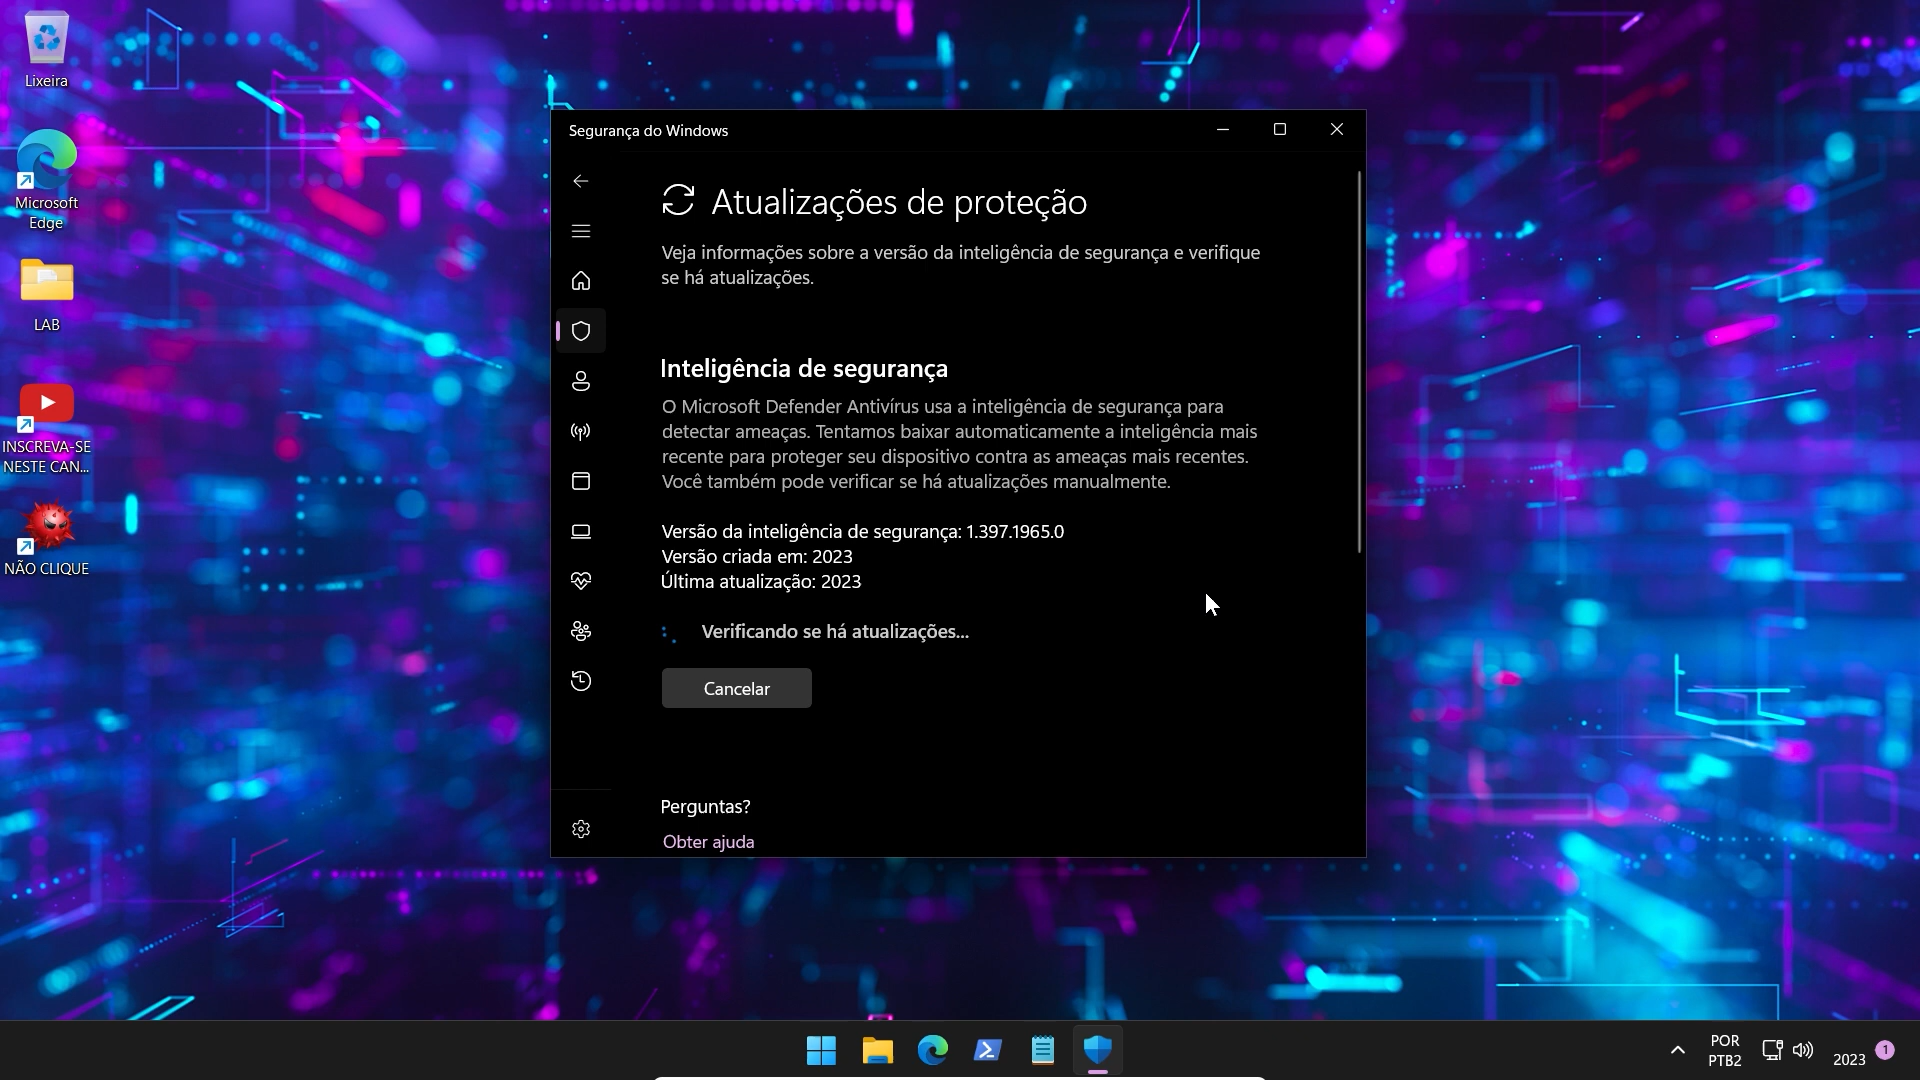 Lixeira
Microsoft
Edge
LAB
INSCREVA-SE
NESTE CAN...
NÃO CLIQUE
Segurança do Windows
Atualizações de proteção
Veja informações sobre a versão da inteligência de segurança e verifique
se há atualizações.
Inteligência de segurança
O Microsoft Defender Antivírus usa a inteligência de segurança para
detectar ameaças. Tentamos baixar automaticamente a inteligência mais
recente para proteger seu dispositivo contra as ameaças mais recentes.
Você também pode verificar se há atualizações manualmente.
Versão da inteligência de segurança: 1.397.1965.0
Versão criada em: 2023
Última atualização: 2023
Verificando se há atualizações...
Cancelar
Perguntas?
Obter ajuda
POR
PTB2
2023
1